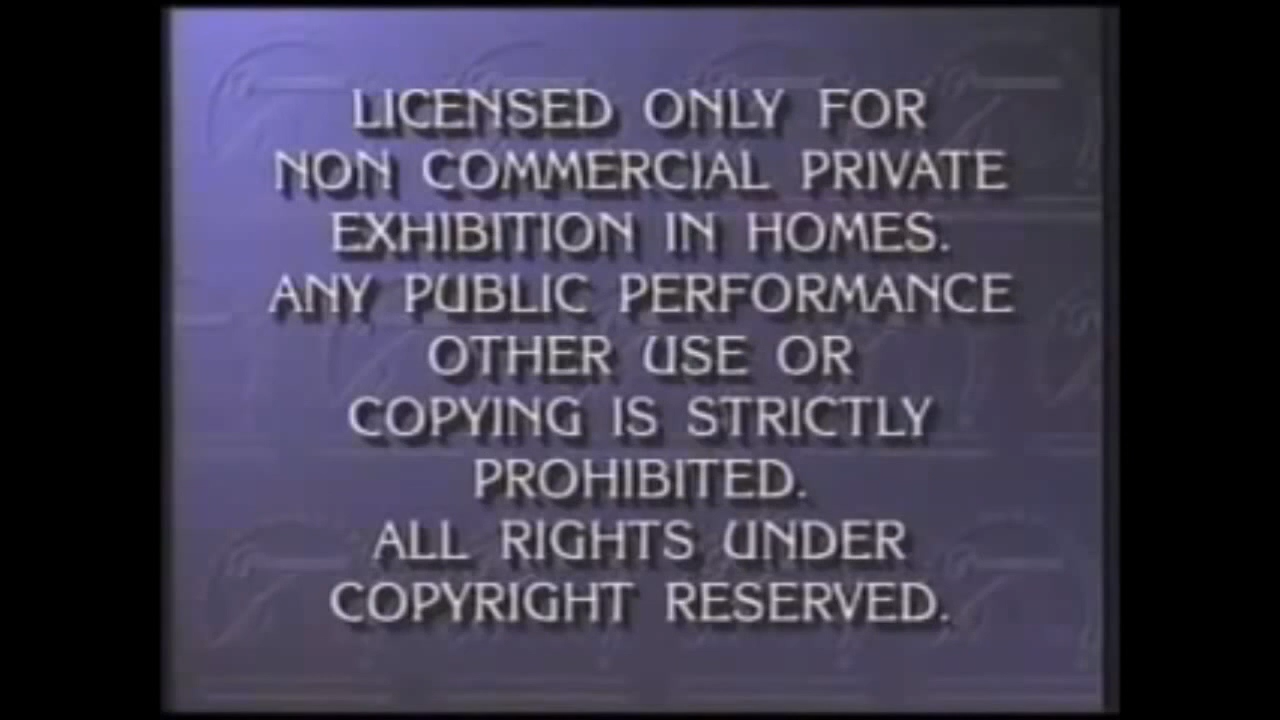 LICENSED ONLY FOR
NON COMMERCIAL PRIVATE
EXHIBITION IN HOMES.
ANY PUBLIC PERFORMANCE
OTHER USE OR
COPYING IS STRICTLY
PROHIBITED.
ALL RIGHTS UNDER
COPYRIGHT RESERVED.